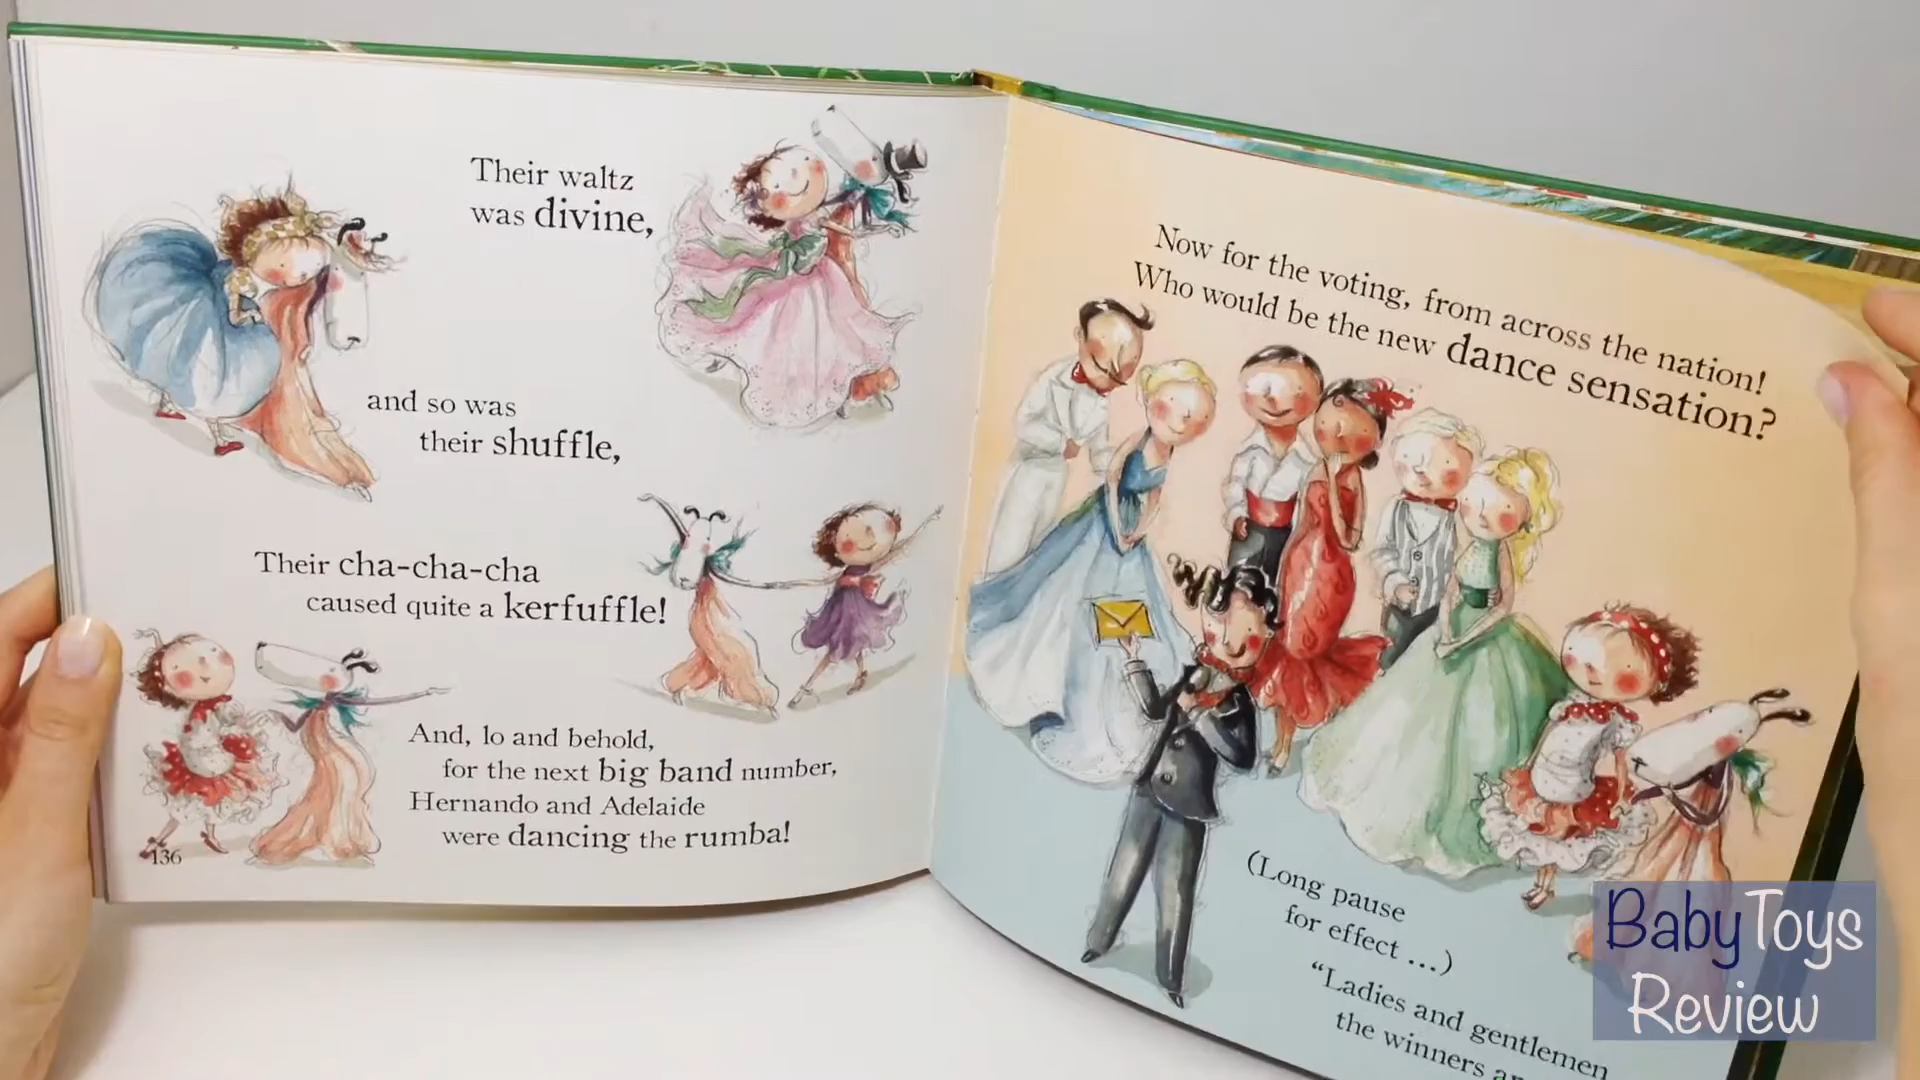 Their waltz
was divine,
and so was
their shuffle,
Their cha-cha-cha
caused quite a kerfuffle!
And, lo and behold,
for the next big band number,
Hernando and Adelaide
were dancing the rumba!
136
Now for the voting, from across the nation!
Who would be the new dance sensation?
(Long pause
for effect ...)
“Ladies and gentlemen
the winners
BabyToys
Review